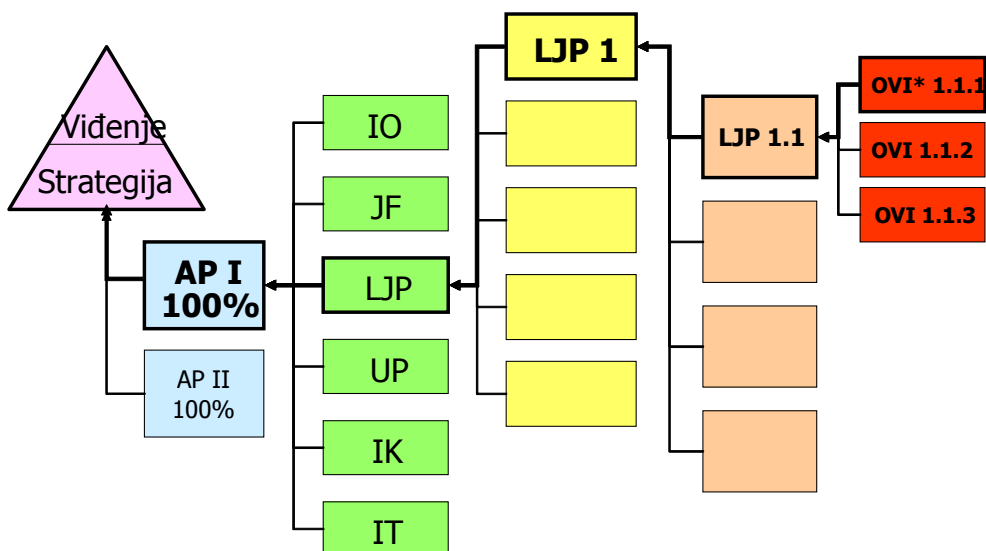 Viđenje
Strategija
AP I
100%
AP II
100%
IO
JF
LJP
UP
IK
IT
LJP 1
LJP 1.1
OVI* 1.1.1
OVI 1.1.2
OVI 1.1.3